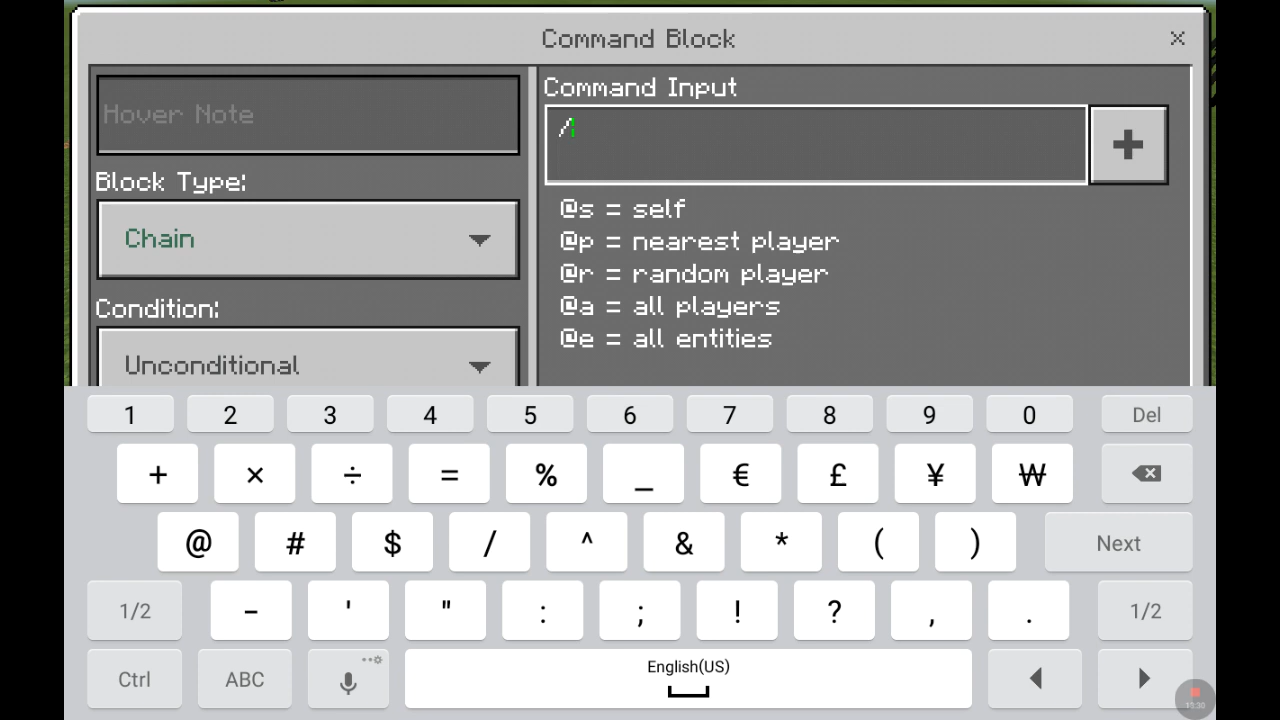 Command Block
Hover Note
Command Input
/
Block Type:
Chain
@s = self
@p = nearest player
@r = random player
@a = all players
@e = all entities
Condition:
Unconditional
1 2 3 4 5 6 7 8 9 0 Del
+ × ÷ = % _ € £ ¥ ₩
@ # $ / ^ & * ( ) Next
1/2 - ' " : ; ! ? , . 1/2
Ctrl ABC English(US)